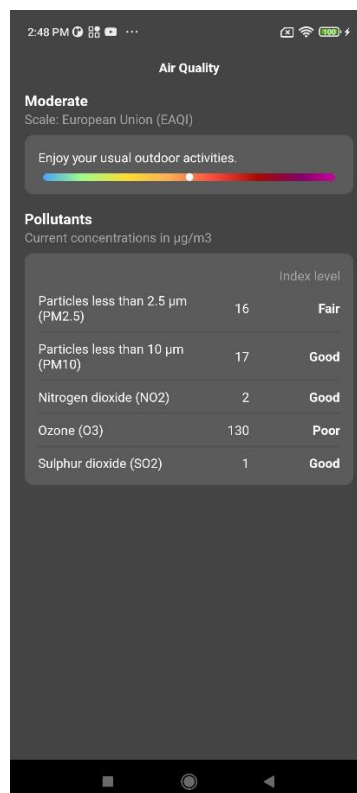 2:48 PM ···
100
Air Quality
Moderate
Scale: European Union (EAQI)
Enjoy your usual outdoor activities.
Pollutants
Current concentrations in µg/m3
Index level
Particles less than 2.5 µm
(PM2.5) 16 Fair
Particles less than 10 µm
(PM10) 17 Good
Nitrogen dioxide (NO2) 2 Good
Ozone (O3) 130 Poor
Sulphur dioxide (SO2) 1 Good